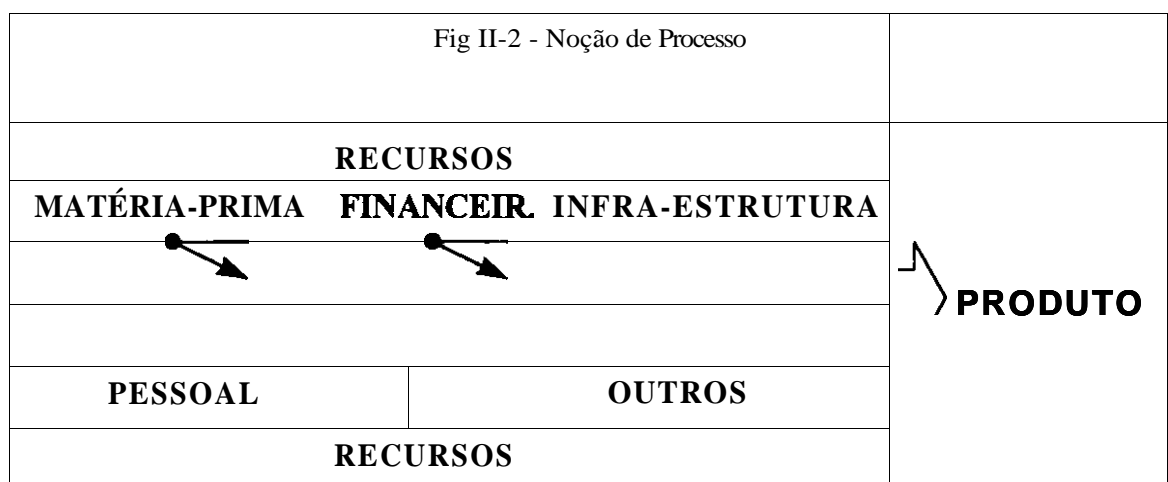 Fig II-2 - Noção de Processo
RECURSOS
MATÉRIA-PRIMA FINANCEIR. INFRA-ESTRUTURA
PRODUTO
PESSOAL OUTROS
RECURSOS